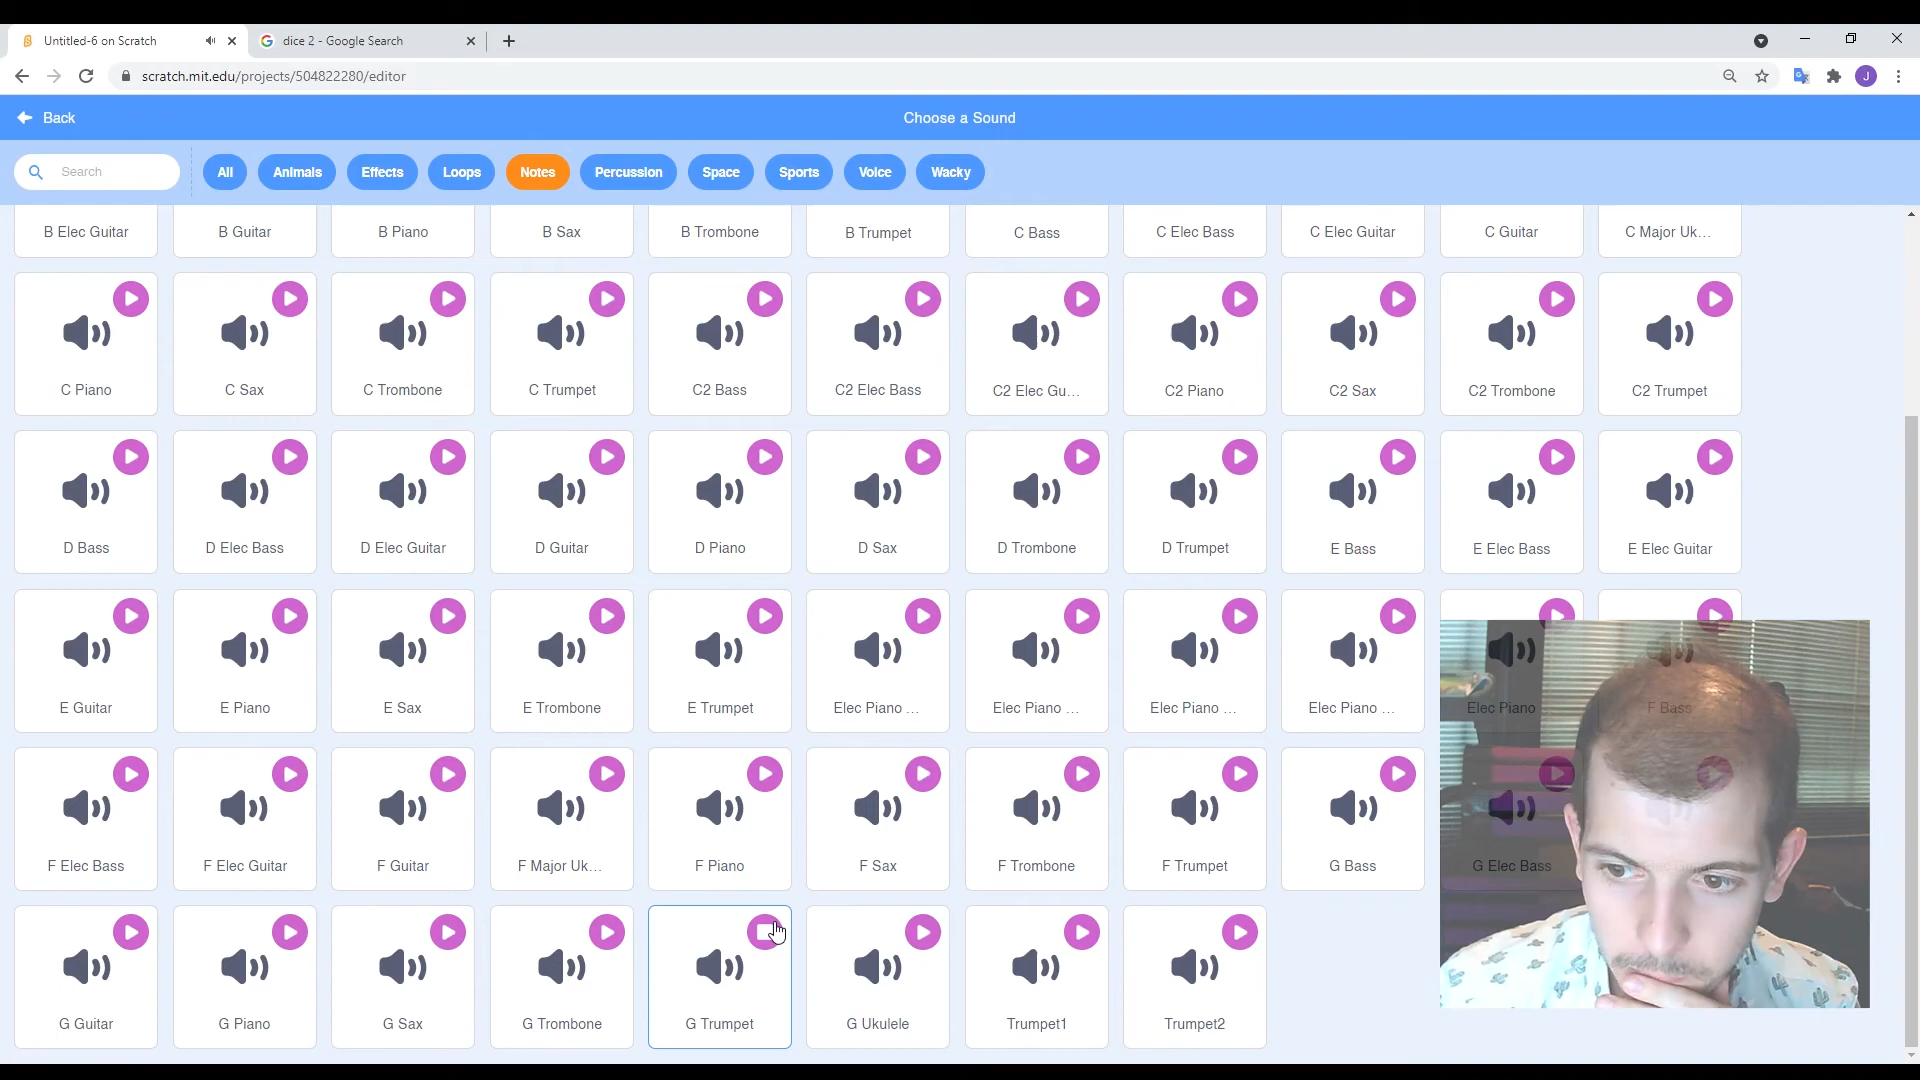 Untitled-6 on Scratch
dice 2 - Google Search
scratch.mit.edu/projects/504822280/editor
J
Back
Choose a Sound
Search
All
Animals
Effects
Loops
Notes
Percussion
Space
Sports
Voice
Wacky
B Elec Guitar
B Guitar
B Piano
B Sax
B Trombone
B Trumpet
C Bass
C Elec Bass
C Elec Guitar
C Guitar
C Major Uk...
C Piano
C Sax
C Trombone
C Trumpet
C2 Bass
C2 Elec Bass
C2 Elec Gu...
C2 Piano
C2 Sax
C2 Trombone
C2 Trumpet
D Bass
D Elec Bass
D Elec Guitar
D Guitar
D Piano
D Sax
D Trombone
D Trumpet
E Bass
E Elec Bass
E Elec Guitar
E Guitar
E Piano
E Sax
E Trombone
E Trumpet
Elec Piano ...
Elec Piano ...
Elec Piano ...
Elec Piano ...
Elec Piano
F Bass
F Elec Bass
F Elec Guitar
F Guitar
F Major Uk...
F Piano
F Sax
F Trombone
F Trumpet
G Bass
G Elec Bass
G Guitar
G Piano
G Sax
G Trombone
G Trumpet
G Ukulele
Trumpet1
Trumpet2